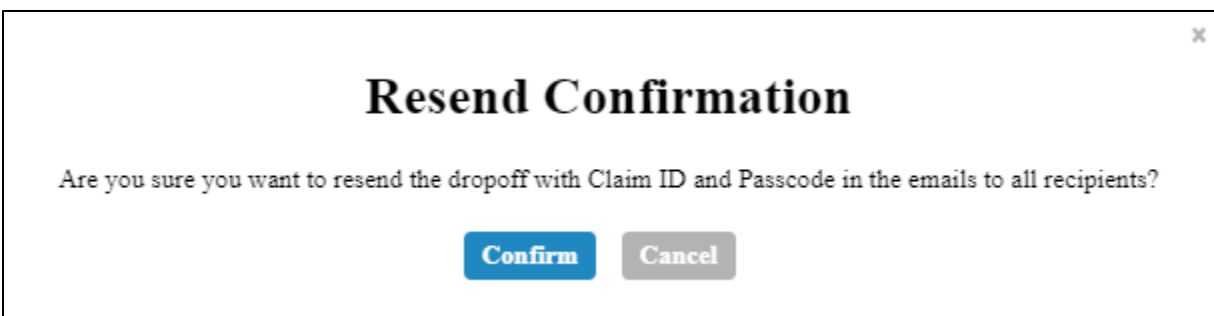 Resend Confirmation
Are you sure you want to resend the dropoff with Claim ID and Passcode in the emails to all recipients?
Confirm Cancel